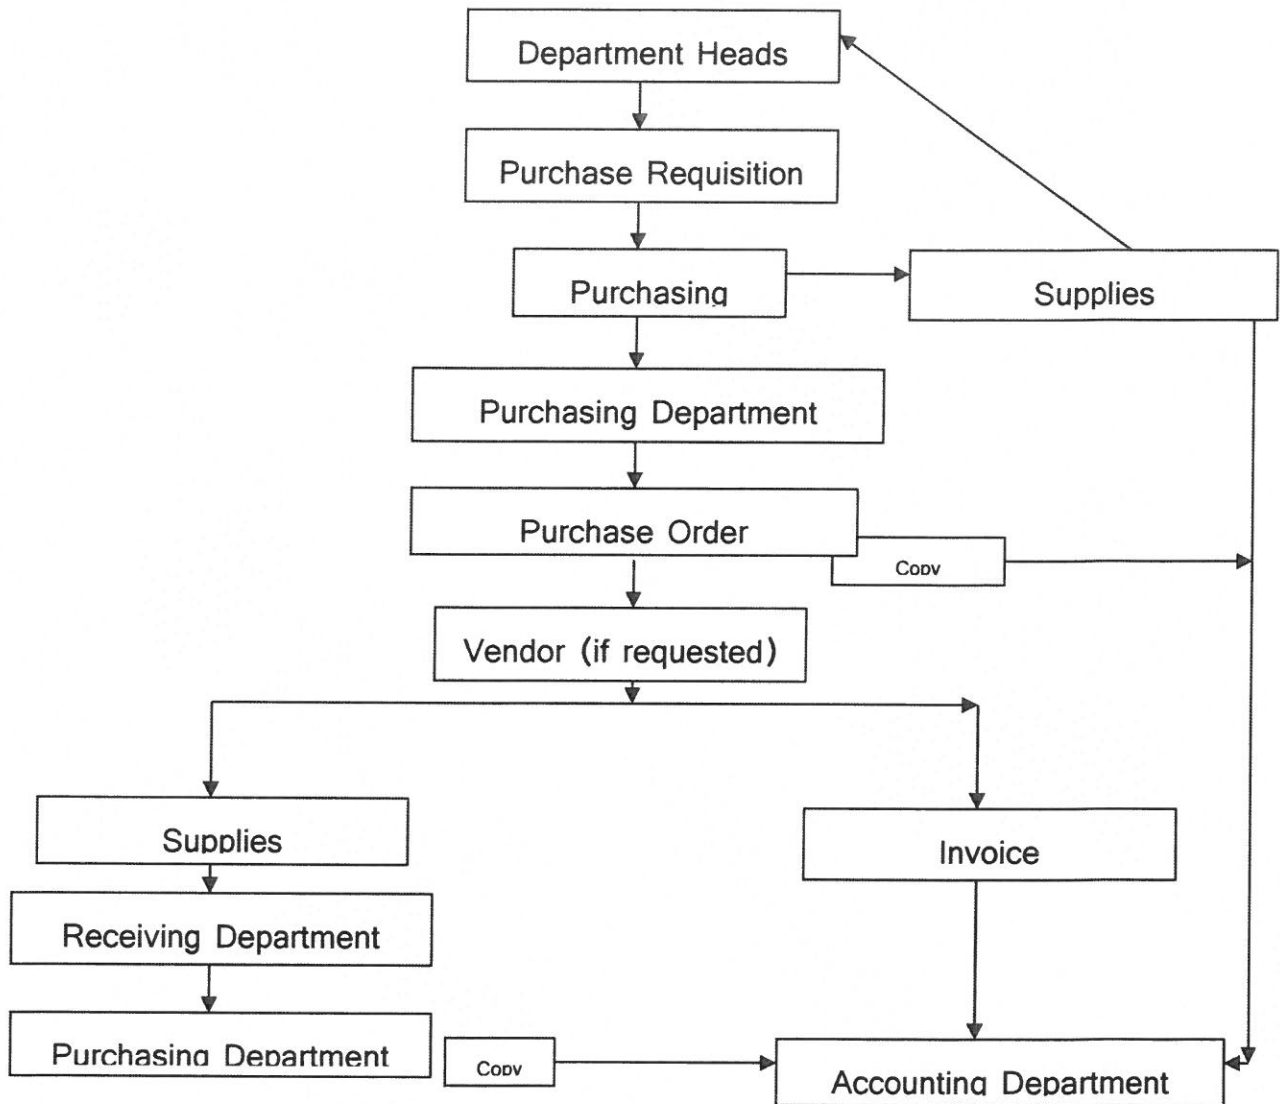 Department Heads
Purchase Requisition
Purchasing
Supplies
Purchasing Department
Purchase Order
Copy
Vendor (if requested)
Supplies
Invoice
Receiving Department
Purchasing Department
Copy
Accounting Department